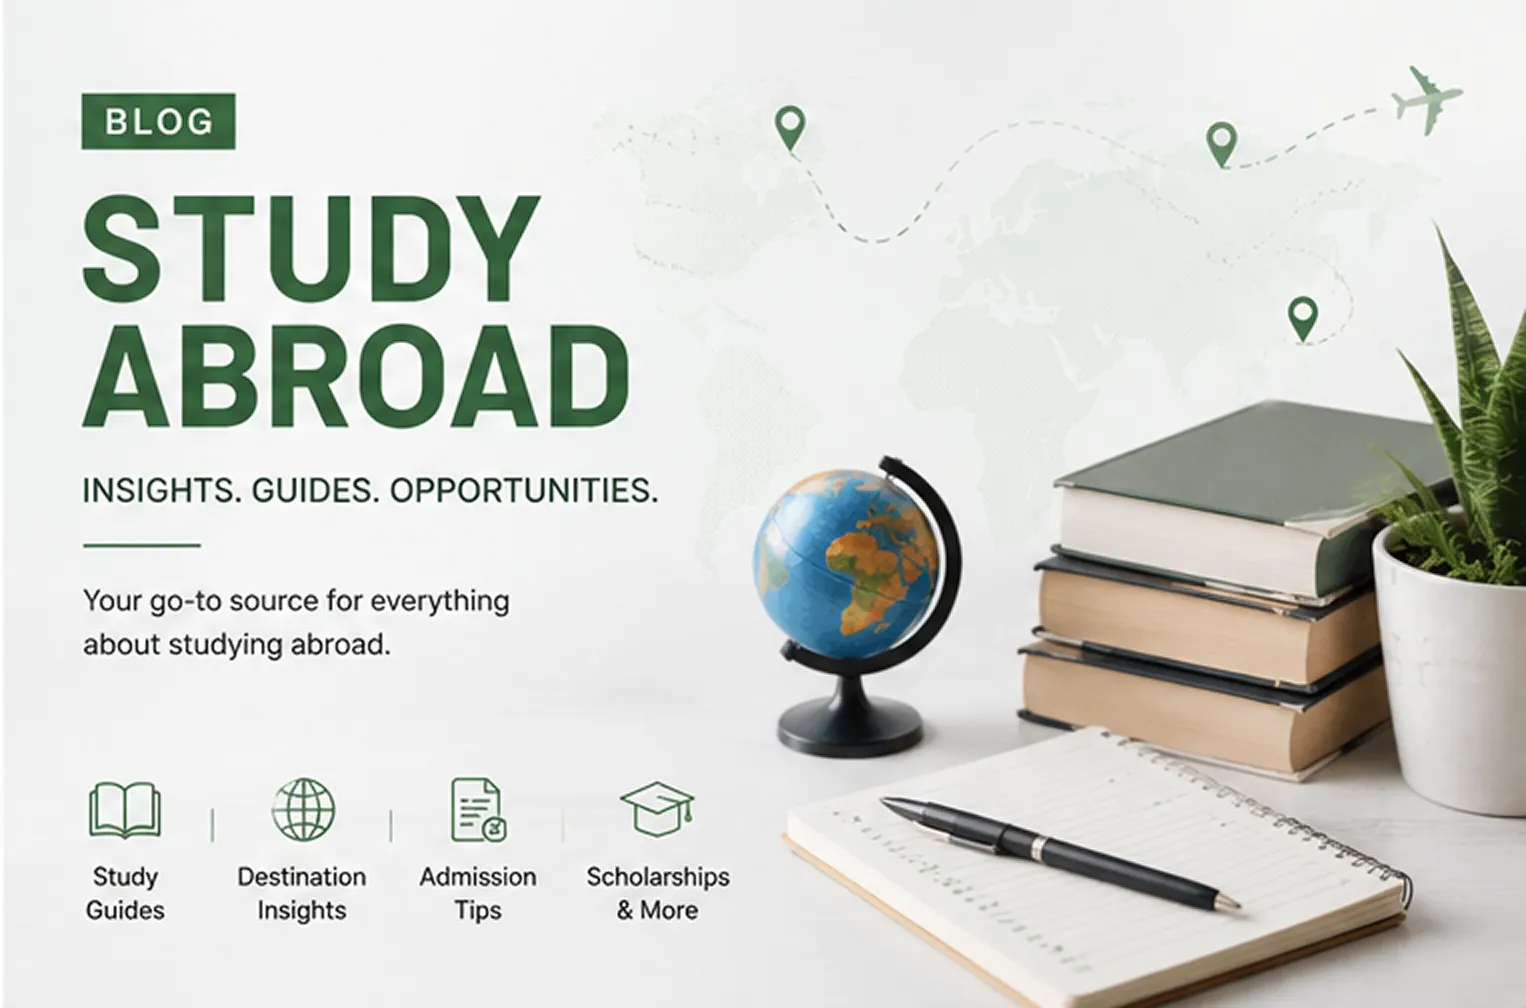 BLOG
STUDY
ABROAD
INSIGHTS. GUIDES. OPPORTUNITIES.
Your go-to source for everything
about studying abroad.
Study
Guides
Destination
Insights
Admission
Tips
Scholarships
& More